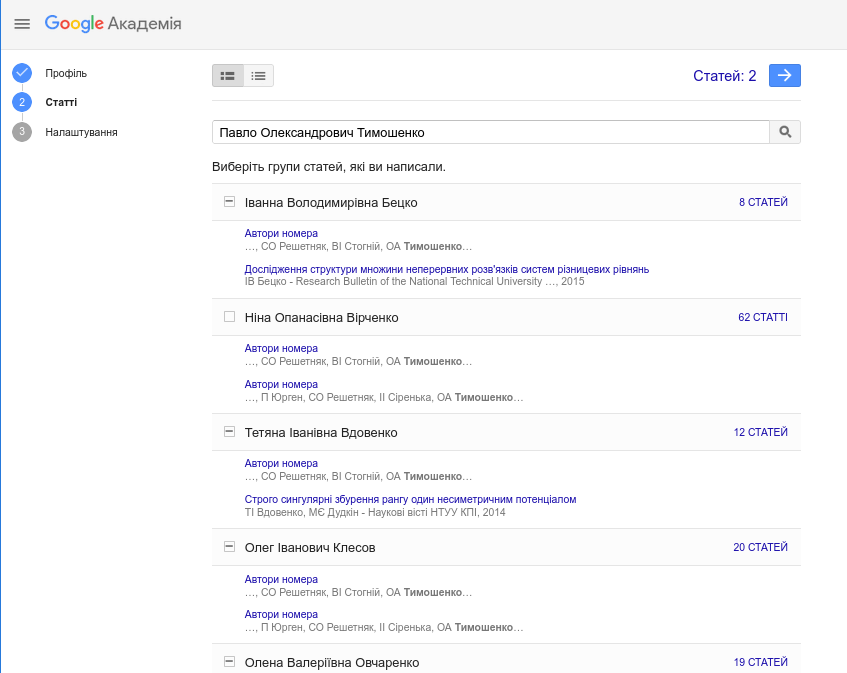 Google Академія
Профіль
2 Статті
3 Налаштування
Статей: 2
Павло Олександрович Тимошенко
Виберіть групи статей, які ви написали.
Іванна Володимирівна Бецко 8 СТАТЕЙ
Автори номера
…, СО Решетняк, ВІ Стогній, ОА Тимошенко…
Дослідження структури множини неперервних розв'язків систем різницевих рівнянь
ІВ Бецко - Research Bulletin of the National Technical University …, 2015
Ніна Опанасівна Вірченко 62 СТАТТІ
Автори номера
…, СО Решетняк, ВІ Стогній, ОА Тимошенко…
Автори номера
…, П Юрген, СО Решетняк, ІІ Сіренька, ОА Тимошенко…
Тетяна Іванівна Вдовенко 12 СТАТЕЙ
Автори номера
…, СО Решетняк, ВІ Стогній, ОА Тимошенко…
Строго сингулярні збурення рангу один несиметричним потенціалом
ТІ Вдовенко, МЄ Дудкін - Наукові вісті НТУУ КПІ, 2014
Олег Іванович Клесов 20 СТАТЕЙ
Автори номера
…, СО Решетняк, ВІ Стогній, ОА Тимошенко…
Автори номера
…, П Юрген, СО Решетняк, ІІ Сіренька, ОА Тимошенко…
Олена Валеріївна Овчаренко 19 СТАТЕЙ